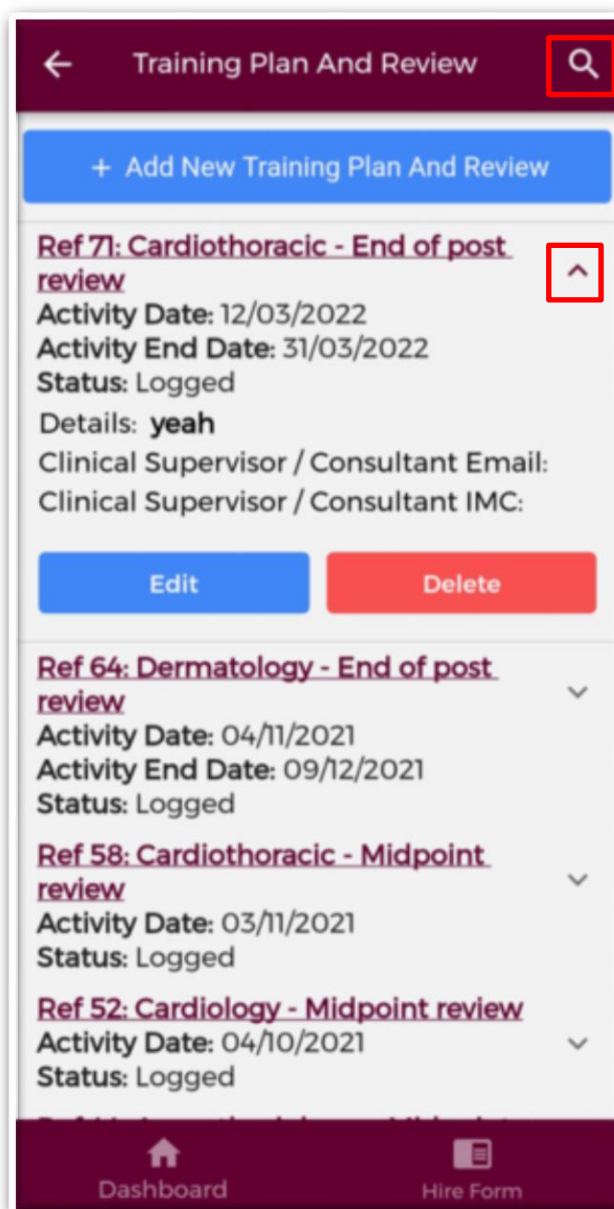 Training Plan And Review
+ Add New Training Plan And Review
Ref 71: Cardiothoracic - End of post
review
Activity Date: 12/03/2022
Activity End Date: 31/03/2022
Status: Logged
Details: yeah
Clinical Supervisor / Consultant Email:
Clinical Supervisor / Consultant IMC:
Edit
Delete
Ref 64: Dermatology - End of post
review
Activity Date: 04/11/2021
Activity End Date: 09/12/2021
Status: Logged
Ref 58: Cardiothoracic - Midpoint
review
Activity Date: 03/11/2021
Status: Logged
Ref 52: Cardiology - Midpoint review
Activity Date: 04/10/2021
Status: Logged
Dashboard
Hire Form